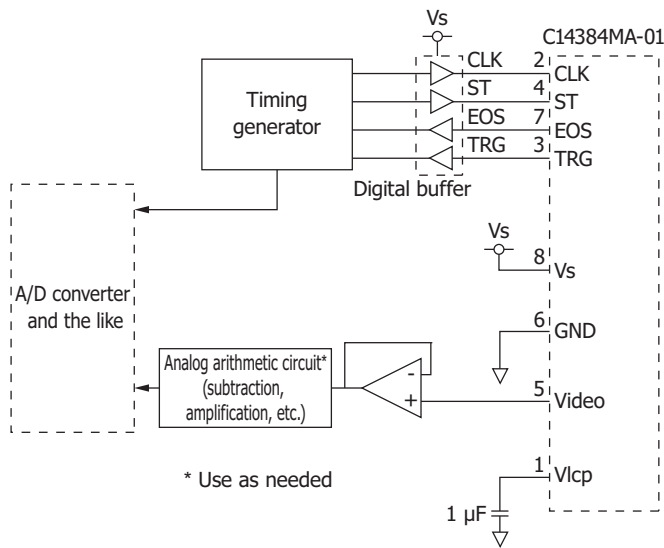 Vs
C14384MA-01
Timing
generator
CLK
2
CLK
ST
4
ST
EOS
7
EOS
TRG
3
TRG
Digital buffer
Vs
8
Vs
A/D converter
and the like
6
GND
Analog arithmetic circuit*
(subtraction,
amplification, etc.)
-
+
5
Video
* Use as needed
1
Vlcp
1 µF